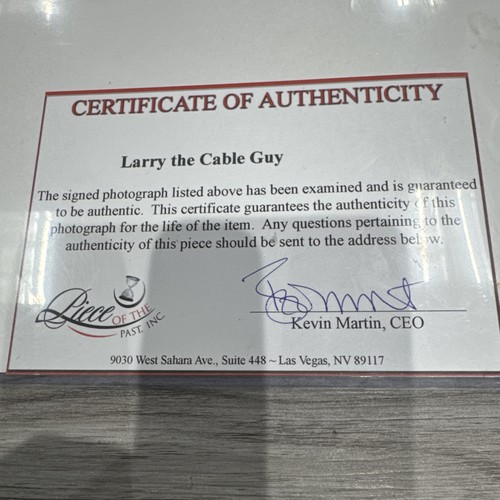 CERTIFICATE OF AUTHENTICITY
Larry the Cable Guy
The signed photograph listed above has been examined and is guaranteed
to be authentic. This certificate guarantees the authenticity of this
photograph for the life of the item. Any questions pertaining to the
authenticity of this piece should be sent to the address below.
Piece OF THE
PAST, INC.
Kevin Martin, CEO
9030 West Sahara Ave., Suite 448 ~ Las Vegas, NV 89117